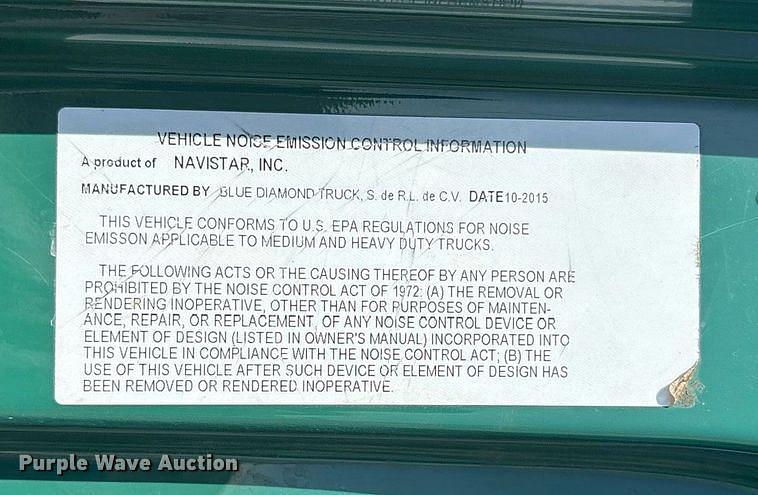 VEHICLE NOISE EMISSION CONTROL INFORMATION
A product of NAVISTAR, INC.
MANUFACTURED BY BLUE DIAMOND TRUCK, S. de R.L. de C.V. DATE 10-2015
THIS VEHICLE CONFORMS TO U.S. EPA REGULATIONS FOR NOISE
EMISSON APPLICABLE TO MEDIUM AND HEAVY DUTY TRUCKS.
THE FOLLOWING ACTS OR THE CAUSING THEREOF BY ANY PERSON ARE
PROHIBITED BY THE NOISE CONTROL ACT OF 1972: (A) THE REMOVAL OR
RENDERING INOPERATIVE, OTHER THAN FOR PURPOSES OF MAINTEN-
ANCE, REPAIR, OR REPLACEMENT, OF ANY NOISE CONTROL DEVICE OR
ELEMENT OF DESIGN (LISTED IN OWNER'S MANUAL) INCORPORATED INTO
THIS VEHICLE IN COMPLIANCE WITH THE NOISE CONTROL ACT; (B) THE
USE OF THIS VEHICLE AFTER SUCH DEVICE OR ELEMENT OF DESIGN HAS
BEEN REMOVED OR RENDERED INOPERATIVE.
Purple Wave Auction